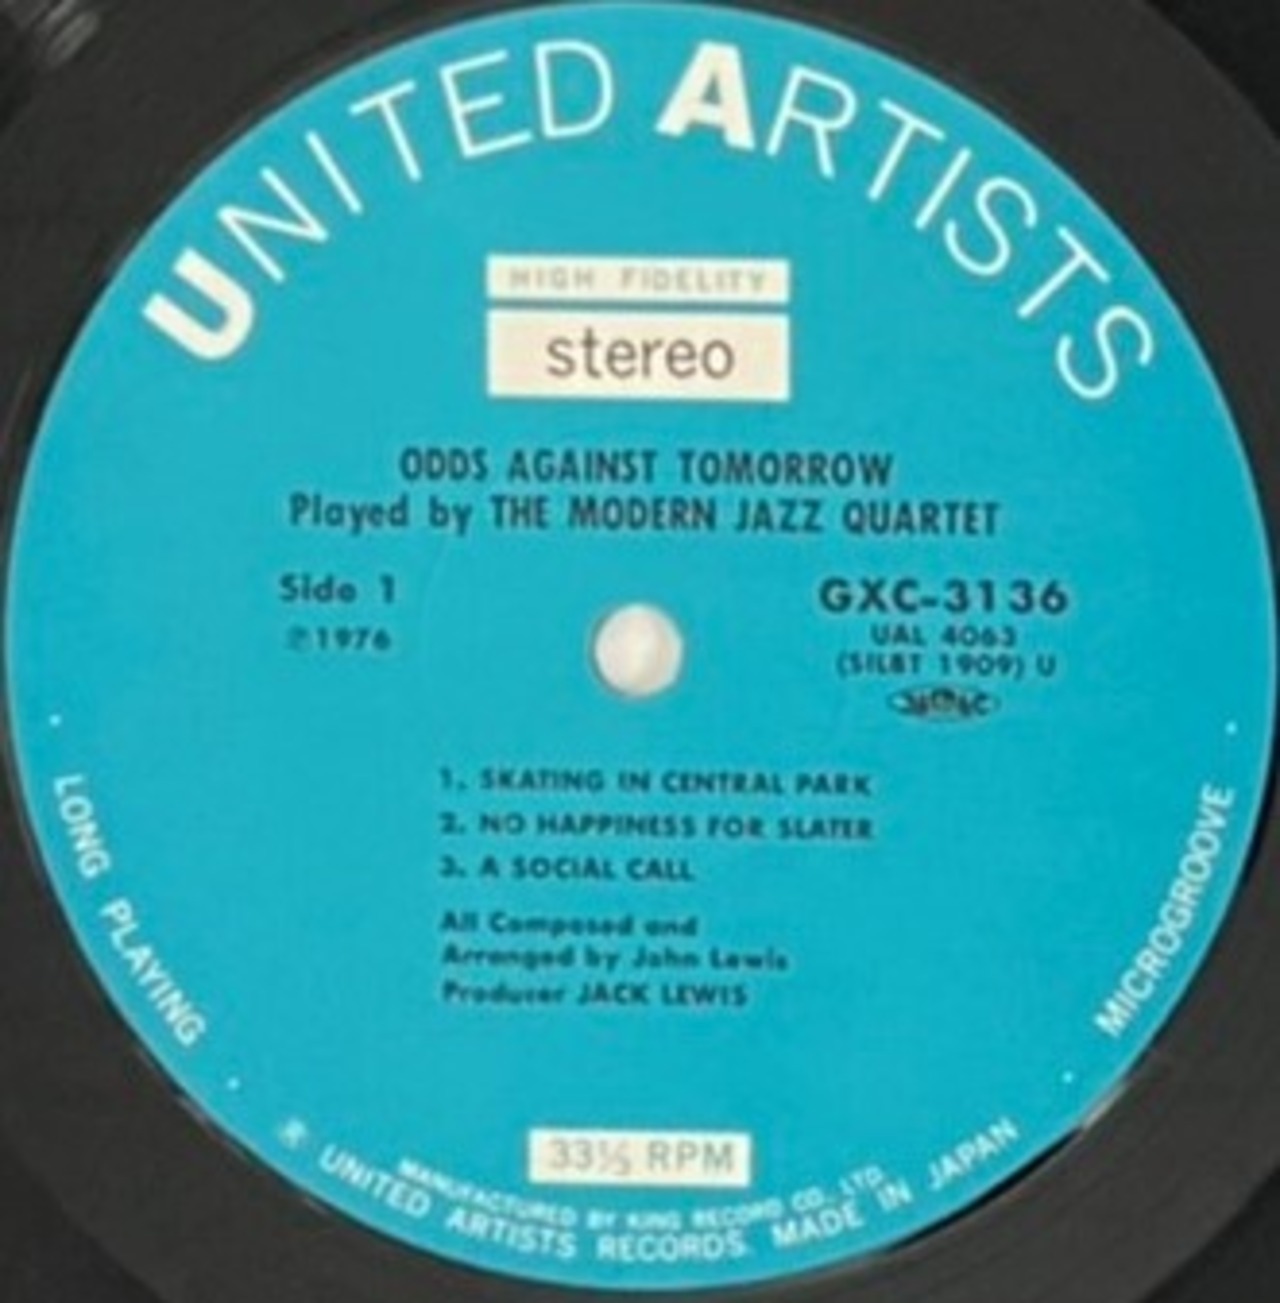 UNITED ARTISTS
HIGH FIDELITY
stereo
ODDS AGAINST TOMORROW
Played by THE MODERN JAZZ QUARTET
Side 1
℗1976
GXC-3136
UAL 4063
(SILBT 1909) U
1. SKATING IN CENTRAL PARK
2. NO HAPPINESS FOR SLATER
3. A SOCIAL CALL
All Composed and
Arranged by John Lewis
Producer JACK LEWIS
LONG PLAYING
MICROGROOVE
33⅓ RPM
MANUFACTURED BY KING RECORD CO., LTD.
UNITED ARTISTS RECORDS. MADE IN JAPAN